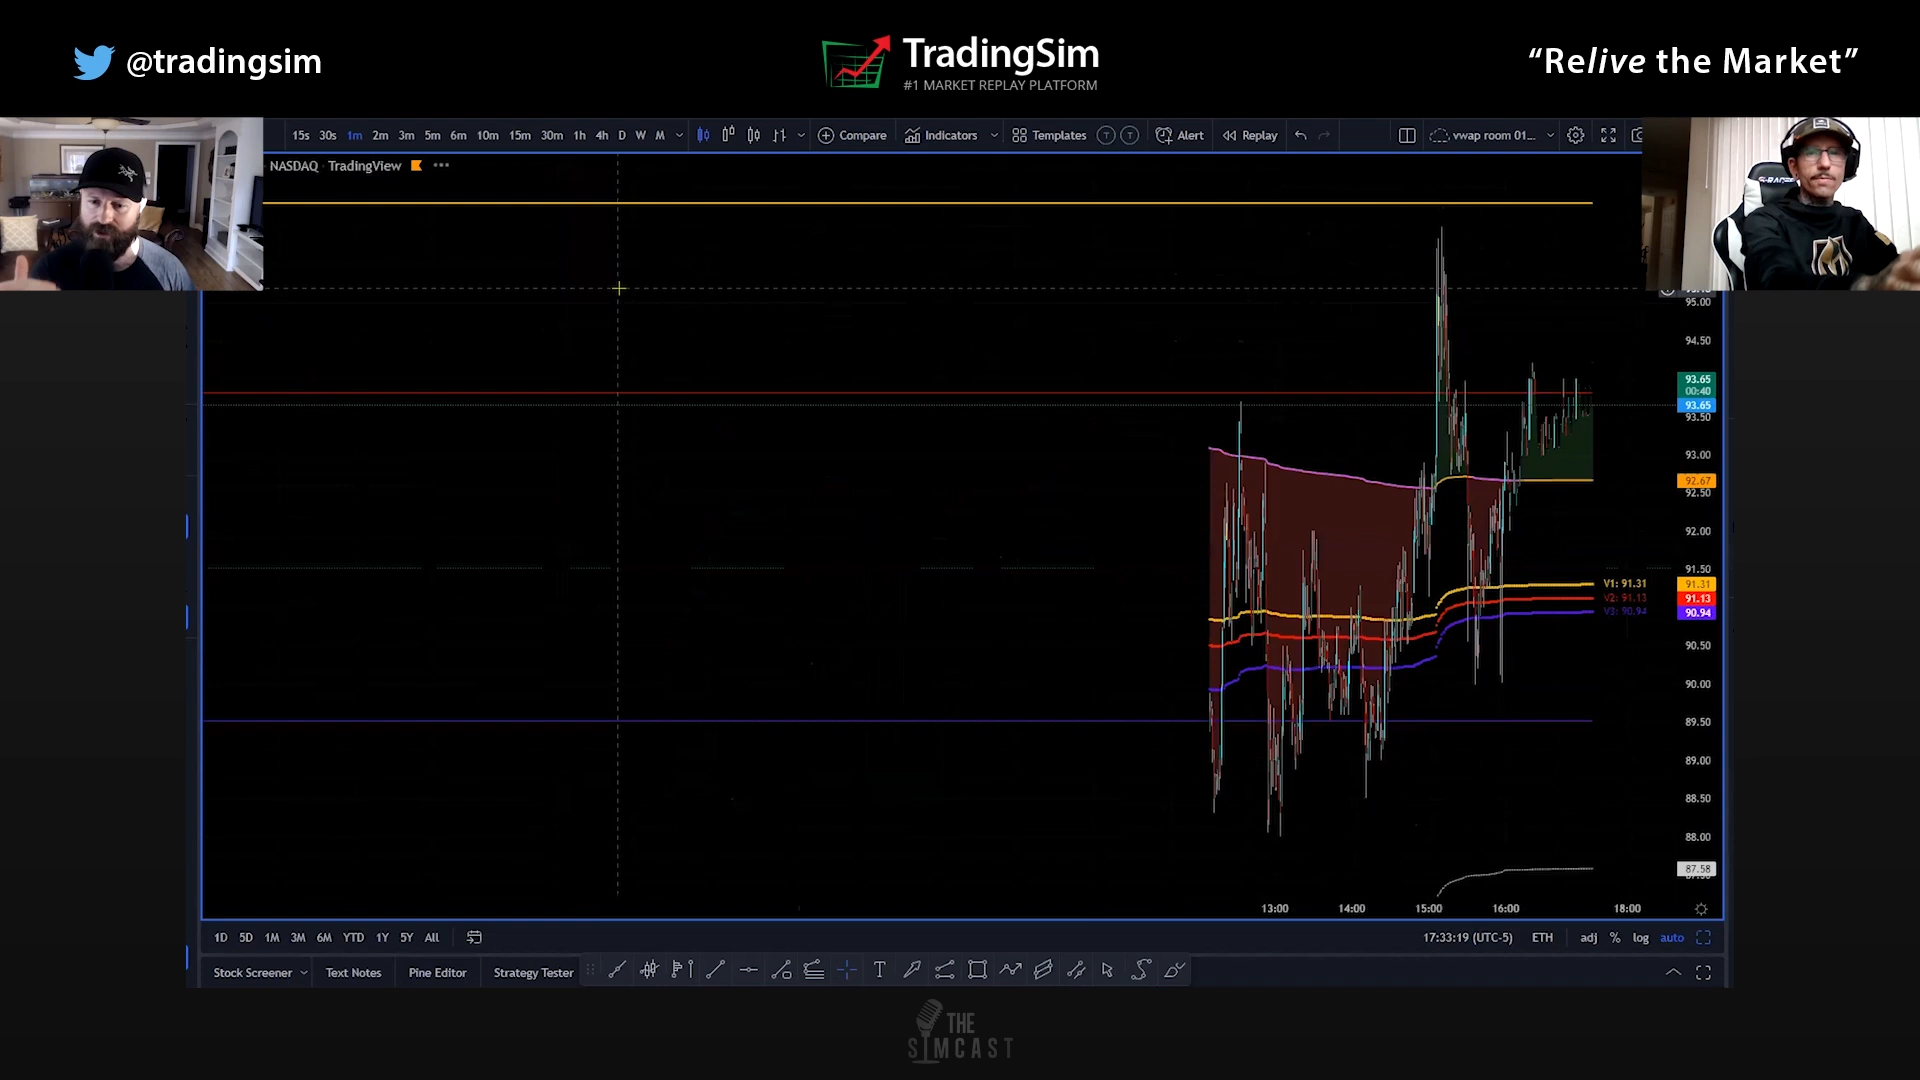 @tradingsim
TradingSim
#1 MARKET REPLAY PLATFORM
“Relive the Market”
15s 30s 1m 2m 3m 5m 6m 10m 15m 30m 1h 4h D W M
Compare
Indicators
Templates
T T
Alert
Replay
vwap room 01...
NASDAQ · TradingView
95.00
94.50
93.65
00:40
93.65
93.50
93.00
92.67
92.50
92.00
91.50
V1: 91.31
91.31
V2: 91.13
91.13
V3: 90.94
90.94
90.50
90.00
89.50
89.00
88.50
88.00
87.58
13:00 14:00 15:00 16:00 18:00
1D 5D 1M 3M 6M YTD 1Y 5Y All
17:33:19 (UTC-5) ETH adj % log auto
Stock Screener Text Notes Pine Editor Strategy Tester
T
THE
SIMCAST